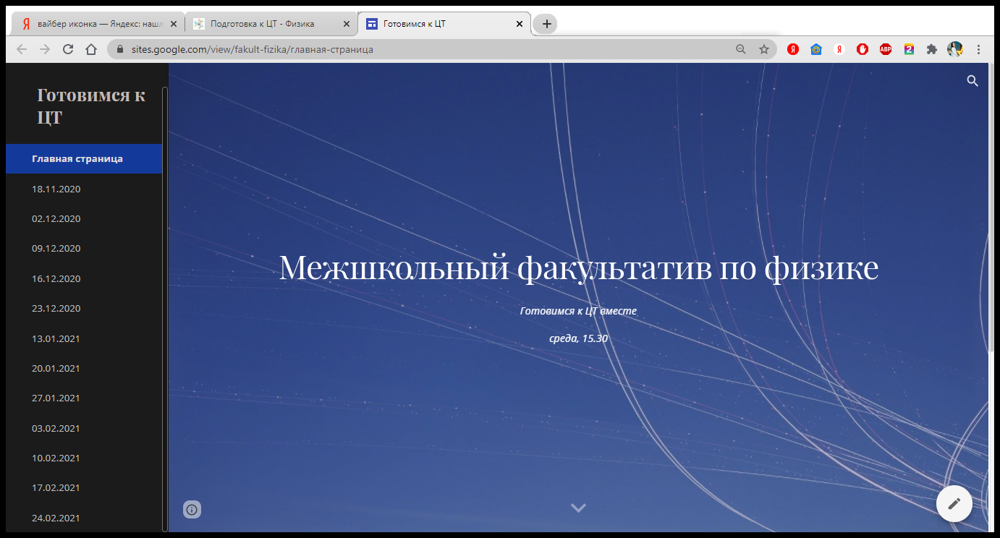 вайбер иконка — Яндекс: наш
Подготовка к ЦТ - Физика
Готовимся к ЦТ
sites.google.com/view/fakult-fizika/главная-страница
Я
Я
ABP
2
Готовимся к
ЦТ
Главная страница
18.11.2020
02.12.2020
09.12.2020
16.12.2020
23.12.2020
13.01.2021
20.01.2021
27.01.2021
03.02.2021
10.02.2021
17.02.2021
24.02.2021
Межшкольный факультатив по физике
Готовимся к ЦТ вместе
среда, 15.30